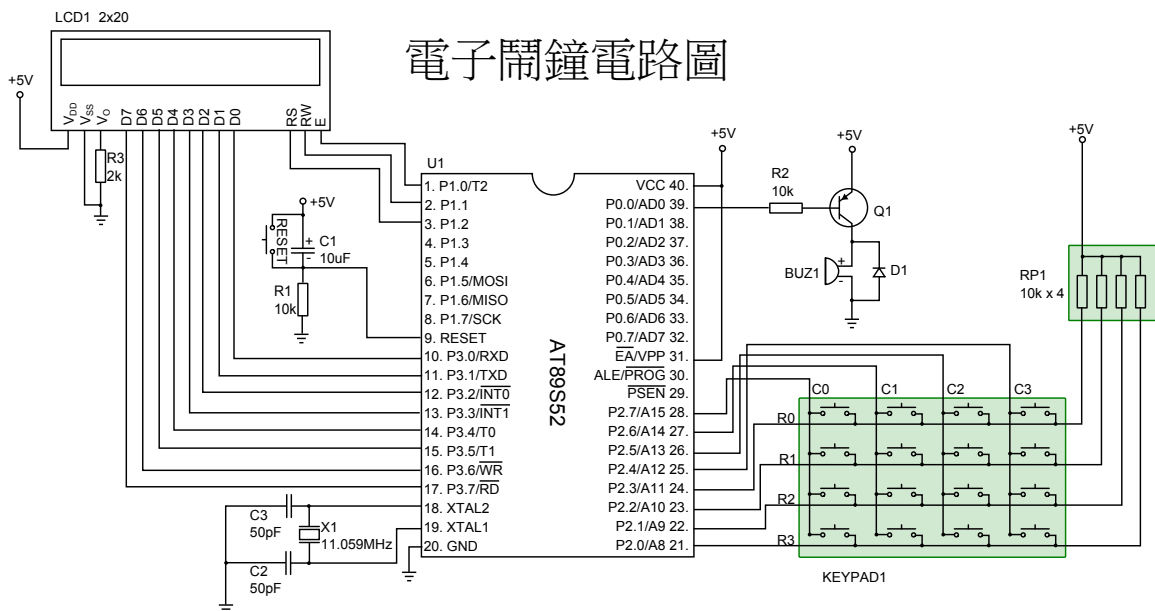 LCD1 2x20
電子鬧鐘電路圖
+5V
VDD
VSS
VO
D7
D6
D5
D4
D3
D2
D1
D0
RS
RW
E
R3
2k
+5V
RESET
C1
+
-
10uF
R1
10k
U1
1. P1.0/T2
2. P1.1
3. P1.2
4. P1.3
5. P1.4
6. P1.5/MOSI
7. P1.6/MISO
8. P1.7/SCK
9. RESET
10. P3.0/RXD
11. P3.1/TXD
12. P3.2/INT0
13. P3.3/INT1
14. P3.4/T0
15. P3.5/T1
16. P3.6/WR
17. P3.7/RD
18. XTAL2
19. XTAL1
20. GND
AT89S52
VCC 40.
P0.0/AD0 39.
P0.1/AD1 38.
P0.2/AD2 37.
P0.3/AD3 36.
P0.4/AD4 35.
P0.5/AD5 34.
P0.6/AD6 33.
P0.7/AD7 32.
EA/VPP 31.
ALE/PROG 30.
PSEN 29.
P2.7/A15 28.
P2.6/A14 27.
P2.5/A13 26.
P2.4/A12 25.
P2.3/A11 24.
P2.2/A10 23.
P2.1/A9 22.
P2.0/A8 21.
C3
50pF
X1
11.059MHz
C2
50pF
+5V
+5V
R2
10k
Q1
BUZ1
+
-
D1
+5V
RP1
10k x 4
C0
C1
C2
C3
R0
R1
R2
R3
KEYPAD1